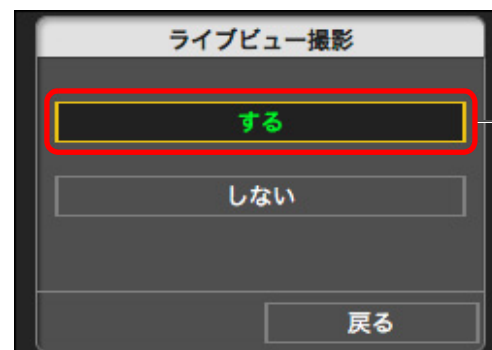 ライブビュー撮影
する
しない
戻る